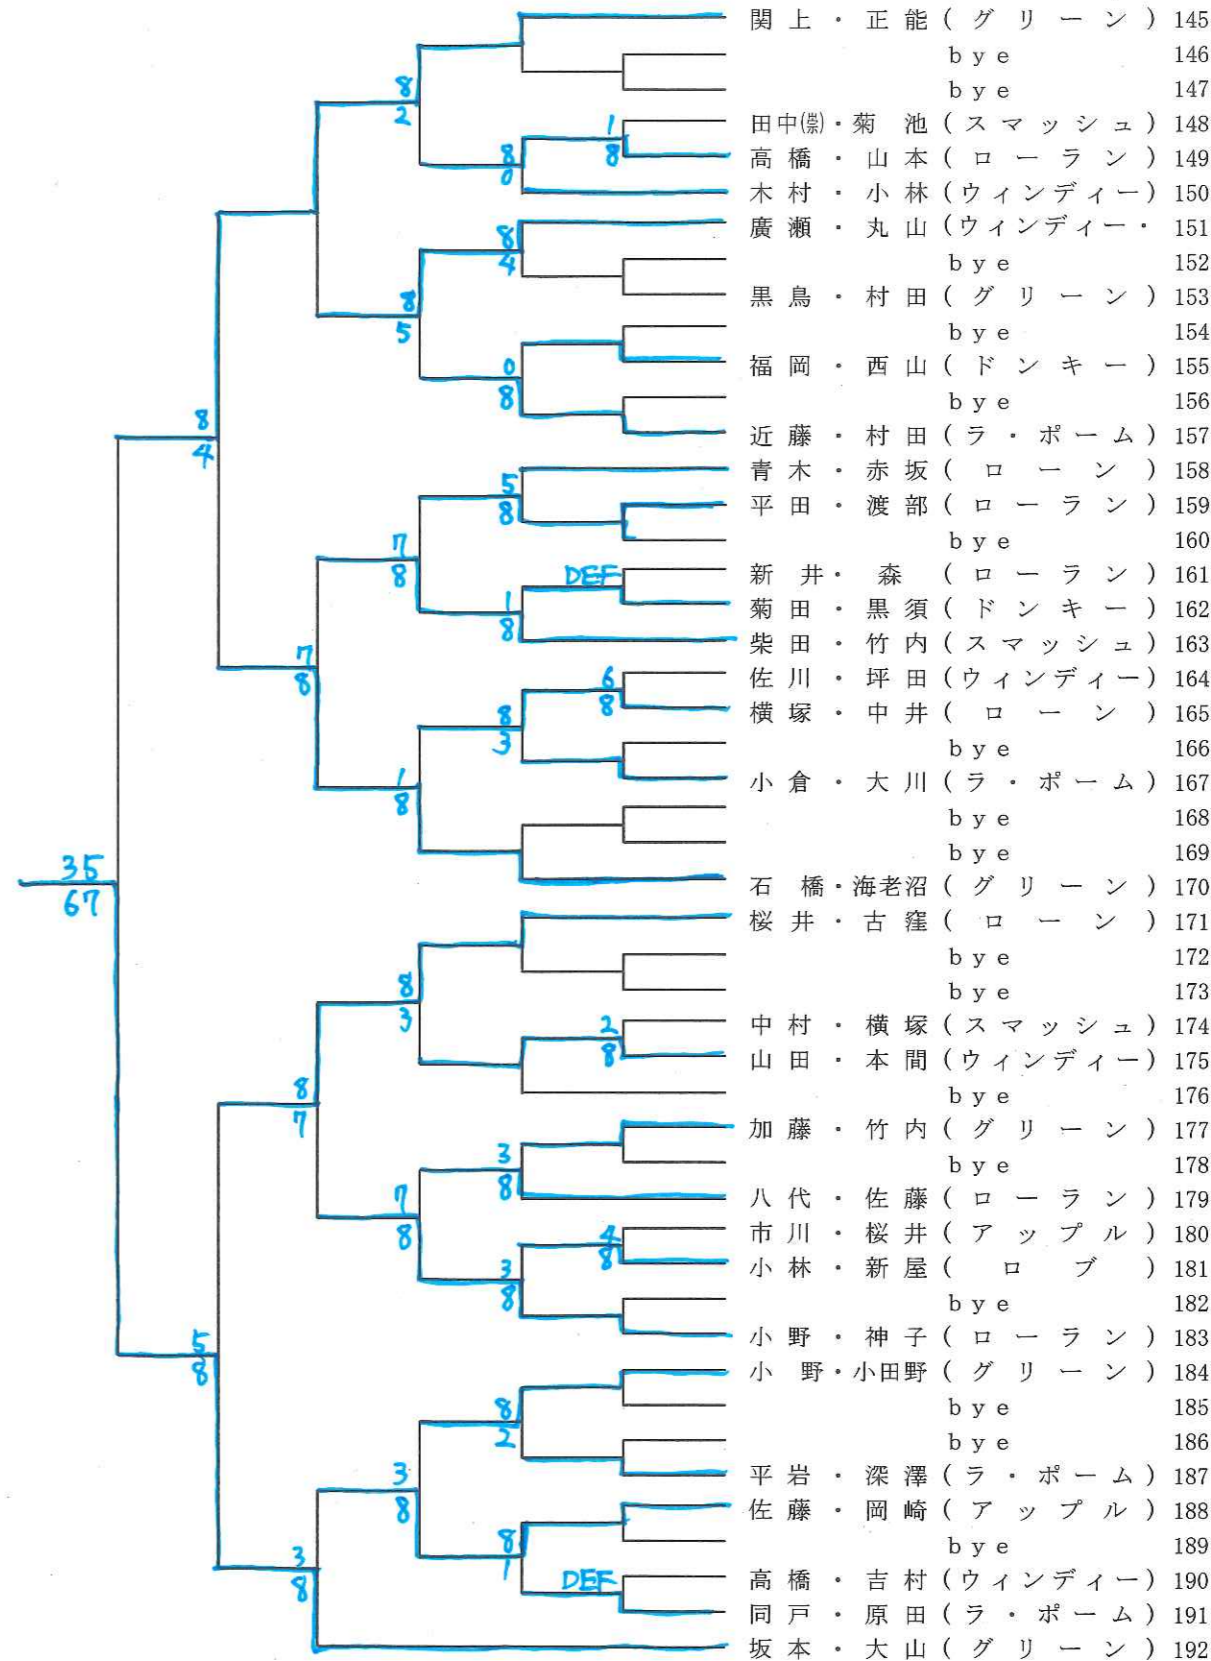 関上・正能(グリーン) 145
bye 146
8
bye 147
2
田中(崇)・菊池(スマッシュ) 148
1
8
8
高橋・山本(ローラン) 149
0
木村・小林(ウィンディー) 150
廣瀬・丸山(ウィンディー・ 151
8
4
bye 152
8
黒鳥・村田(グリーン) 153
5
bye 154
0
福岡・西山(ドンキー) 155
8
bye 156
8
4
近藤・村田(ラ・ポーム) 157
青木・赤坂(ローン) 158
5
8
平田・渡部(ローラン) 159
7
8
bye 160
DEF
新井・森(ローラン) 161
1
8
菊田・黒須(ドンキー) 162
柴田・竹内(スマッシュ) 163
7
8
6
8
佐川・坪田(ウィンディー) 164
8
3
横塚・中井(ローン) 165
bye 166
1
8
小倉・大川(ラ・ポーム) 167
bye 168
bye 169
35
67
石橋・海老沼(グリーン) 170
桜井・古窪(ローン) 171
bye 172
8
3
bye 173
2
8
中村・横塚(スマッシュ) 174
山田・本間(ウィンディー) 175
8
7
bye 176
加藤・竹内(グリーン) 177
3
8
bye 178
7
8
八代・佐藤(ローラン) 179
4
8
市川・桜井(アップル) 180
3
8
小林・新屋(ロブ) 181
bye 182
5
8
小野・神子(ローラン) 183
小野・小田野(グリーン) 184
8
2
bye 185
bye 186
3
8
平岩・深澤(ラ・ポーム) 187
佐藤・岡崎(アップル) 188
8
1
bye 189
3
8
DEF
高橋・吉村(ウィンディー) 190
同戸・原田(ラ・ポーム) 191
坂本・大山(グリーン) 192